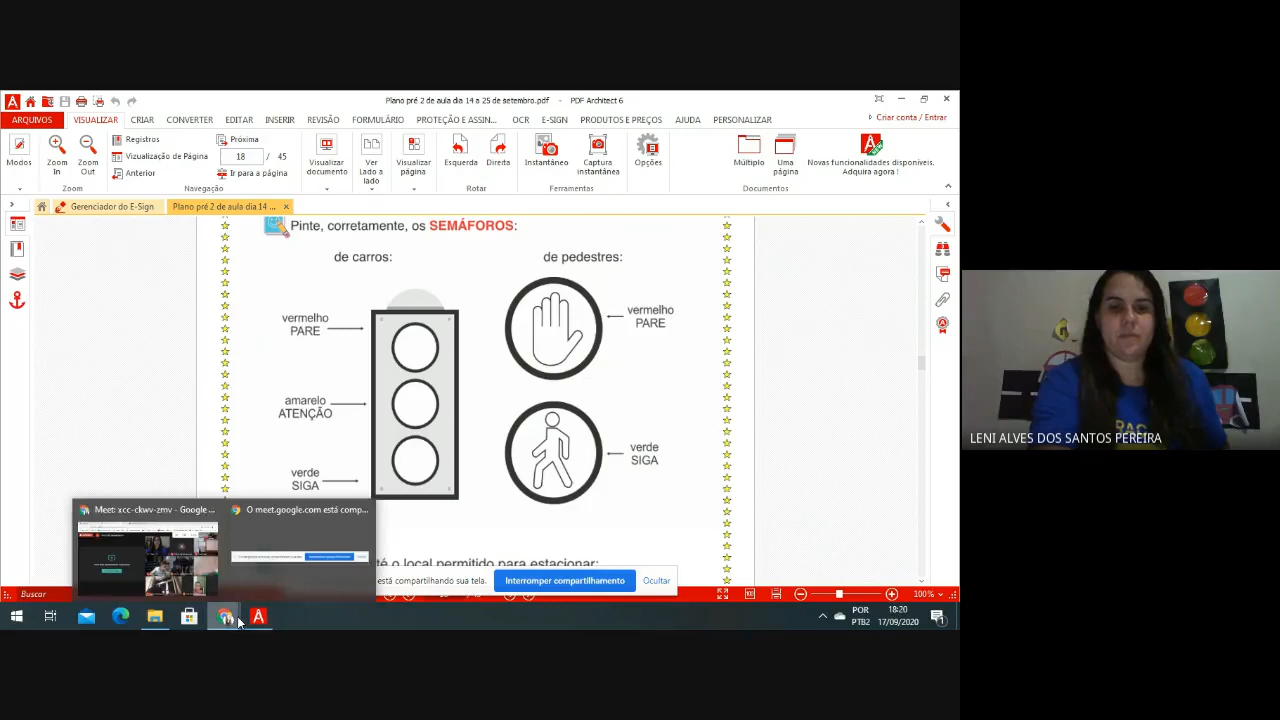 Plano pré 2 de aula dia 14 a 25 de setembro.pdf - PDF Architect 6
ARQUIVOS VISUALIZAR CRIAR CONVERTER EDITAR INSERIR REVISÃO FORMULÁRIO PROTEÇÃO E ASSIN... OCR E-SIGN PRODUTOS E PREÇOS AJUDA PERSONALIZAR Criar conta / Entrar
Modos
Zoom In
Zoom Out
Zoom
Registros
Vizualização de Página
Anterior
Próxima
18 / 45
Ir para a página
Navegação
Visualizar documento
Ver Lado a lado
Visualizar página
Esquerda
Direita
Rotar
Instantâneo
Captura instantânea
Ferramentas
Opções
Múltiplo
Uma página
Documentos
Novas funcionalidades disponíveis.
Adquira agora !
Gerenciador do E-Sign
Plano pré 2 de aula dia 14 ... ×
Pinte, corretamente, os SEMÁFOROS:
de carros: de pedestres:
vermelho
PARE
vermelho
PARE
amarelo
ATENÇÃO
verde
SIGA
verde
SIGA
LENI ALVES DOS SANTOS PEREIRA
Meet: xcc-ckwv-zmv - Google ...
O meet.google.com está comp...
té o local permitido para estacionar:
está compartilhando sua tela. Interromper compartilhamento Ocultar
Buscar
100%
POR
PTB2
18:20
17/09/2020
1